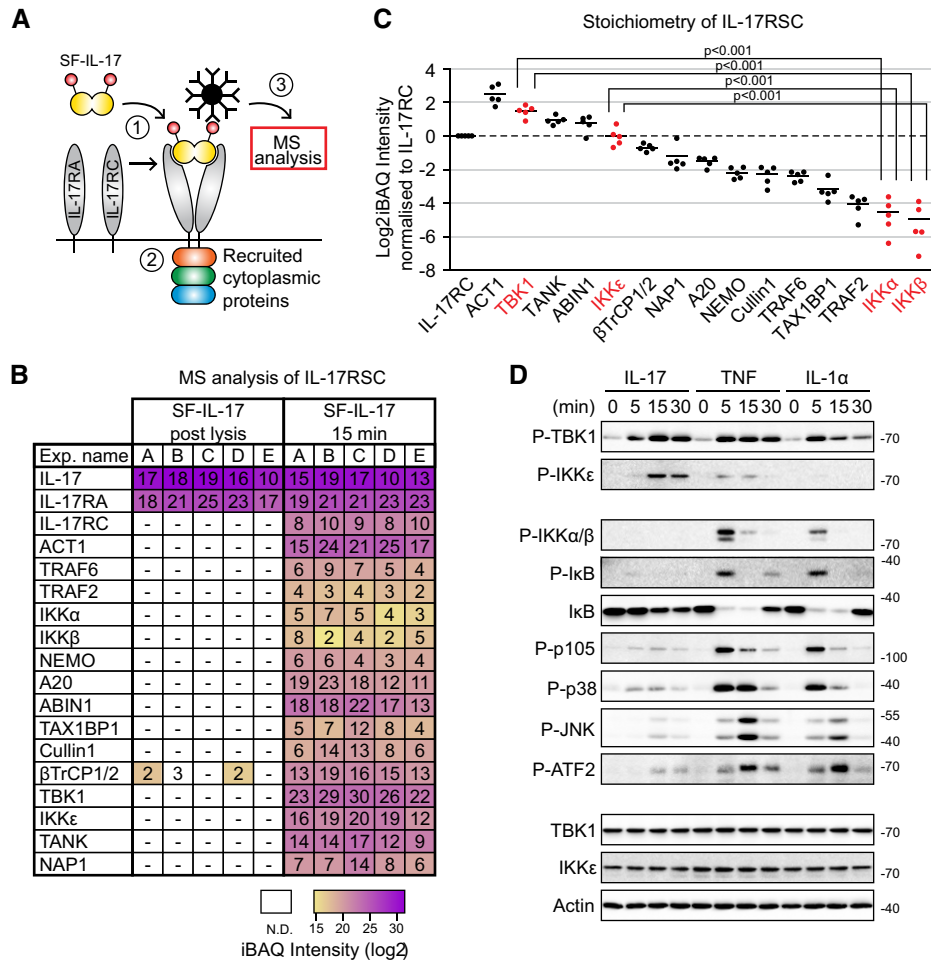 A
SF-IL-17
1
3
MS
analysis
IL-17RA
IL-17RC
2
Recruited
cytoplasmic
proteins
C
Stoichiometry of IL-17RSC
p<0.001
p<0.001
p<0.001
p<0.001
Log2iBAQ Intensity
normalised to IL-17RC
4
2
0
-2
-4
-6
-8
IL-17RC
ACT1
TBK1
TANK
ABIN1
IKKε
βTrCP1/2
NAP1
A20
NEMO
Cullin1
TRAF6
TAX1BP1
TRAF2
IKKα
IKKβ
B
MS analysis of IL-17RSC
SF-IL-17 SF-IL-17
post lysis 15 min
Exp. name A B C D E A B C D E
IL-17 17 18 19 16 10 15 19 17 10 13
IL-17RA 18 21 25 23 17 19 21 21 23 23
IL-17RC - - - - - 8 10 9 8 10
ACT1 - - - - - 15 24 21 25 17
TRAF6 - - - - - 6 9 7 5 4
TRAF2 - - - - - 4 3 4 3 2
IKKα - - - - - 5 7 5 4 3
IKKβ - - - - - 8 2 4 2 5
NEMO - - - - - 6 6 4 3 4
A20 - - - - - 19 23 18 12 11
ABIN1 - - - - - 18 18 22 17 13
TAX1BP1 - - - - - 5 7 12 8 4
Cullin1 - - - - - 6 14 13 8 6
βTrCP1/2 2 3 - 2 - 13 19 16 15 13
TBK1 - - - - - 23 29 30 26 22
IKKε - - - - - 16 19 20 19 12
TANK - - - - - 14 14 17 12 9
NAP1 - - - - - 7 7 14 8 6
N.D.
15 20 25 30
iBAQ Intensity (log2)
D
IL-17 TNF IL-1α
(min) 0 5 15 30 0 5 15 30 0 5 15 30
P-TBK1 -70
P-IKKε -70
P-IKKα/β -70
P-IκB -40
IκB -40
P-p105 -100
P-p38 -40
P-JNK -55
-40
P-ATF2 -70
TBK1 -70
IKKε -70
Actin -40